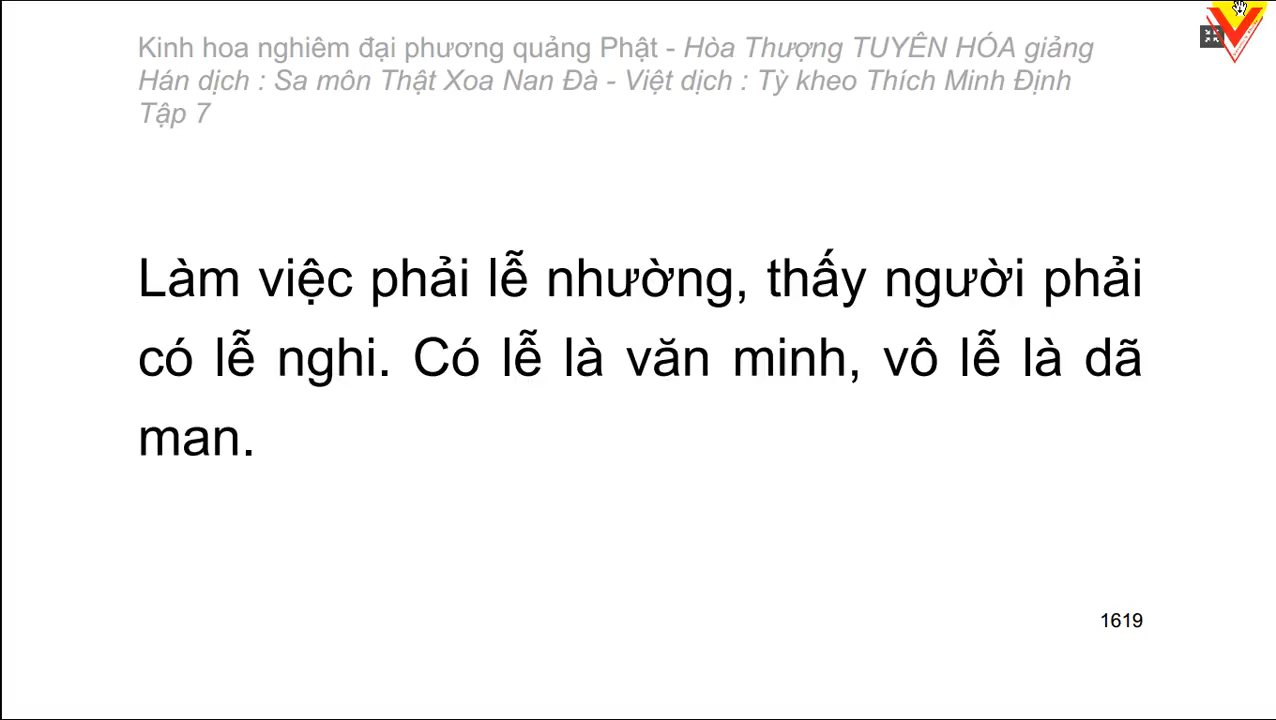 Kinh hoa nghiêm đại phương quảng Phật - Hòa Thượng TUYÊN HÓA giảng
Hán dịch : Sa môn Thật Xoa Nan Đà - Việt dịch : Tỳ kheo Thích Minh Định
Tập 7
Làm việc phải lễ nhường, thấy người phải
có lễ nghi. Có lễ là văn minh, vô lễ là dã
man.
1619